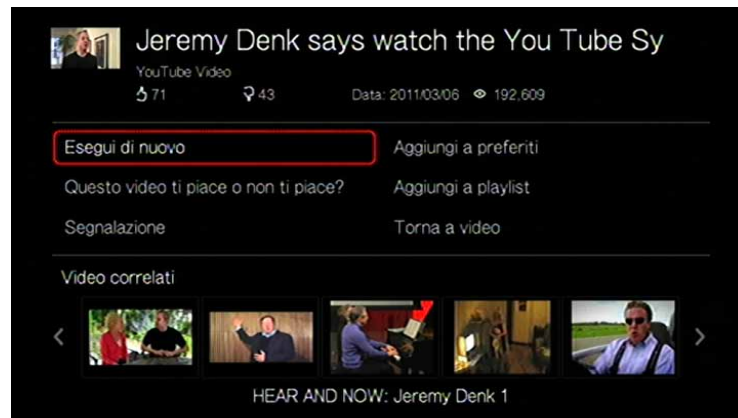 Jeremy Denk says watch the You Tube Sy
YouTube Video
71 43 Data: 2011/03/06 192,609
Esegui di nuovo
Aggiungi a preferiti
Questo video ti piace o non ti piace?
Aggiungi a playlist
Segnalazione
Torna a video
Video correlati
HEAR AND NOW: Jeremy Denk 1